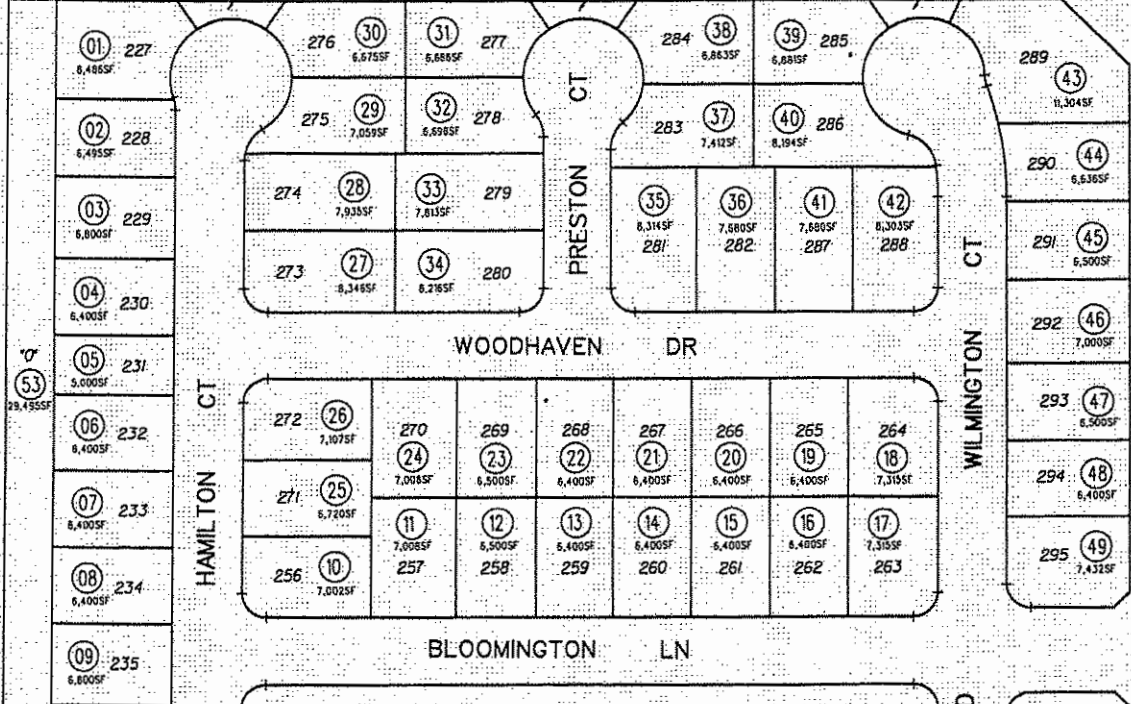 01 227
6,486SF
02 228
6,495SF
03 229
6,800SF
04 230
6,400SF
05 231
5,000SF
06 232
6,400SF
07 233
6,400SF
08 234
6,400SF
09 235
6,800SF
"O"
53
29,495SF
HAMILTON CT
276 30
6,675SF
31 277
6,686SF
275 29
7,059SF
32 278
6,698SF
274 28
7,935SF
33 279
7,813SF
273 27
8,346SF
34 280
8,216SF
PRESTON CT
284 38
6,863SF
39 285
6,881SF
283 37
7,412SF
40 286
8,194SF
35
8,314SF
281
36
7,680SF
282
41
7,680SF
287
42
8,303SF
288
WOODHAVEN DR
272 26
7,107SF
271 25
6,720SF
256 10
7,002SF
270
24
7,008SF
269
23
6,500SF
268
22
6,400SF
267
21
6,400SF
266
20
6,400SF
265
19
6,400SF
264
18
7,315SF
11
7,008SF
257
12
6,500SF
258
13
6,400SF
259
14
6,400SF
260
15
6,400SF
261
16
6,400SF
262
17
7,315SF
263
BLOOMINGTON LN
WILMINGTON CT
289
43
11,304SF
290 44
6,636SF
291 45
6,500SF
292 46
7,000SF
293 47
6,500SF
294 48
6,400SF
295 49
7,432SF